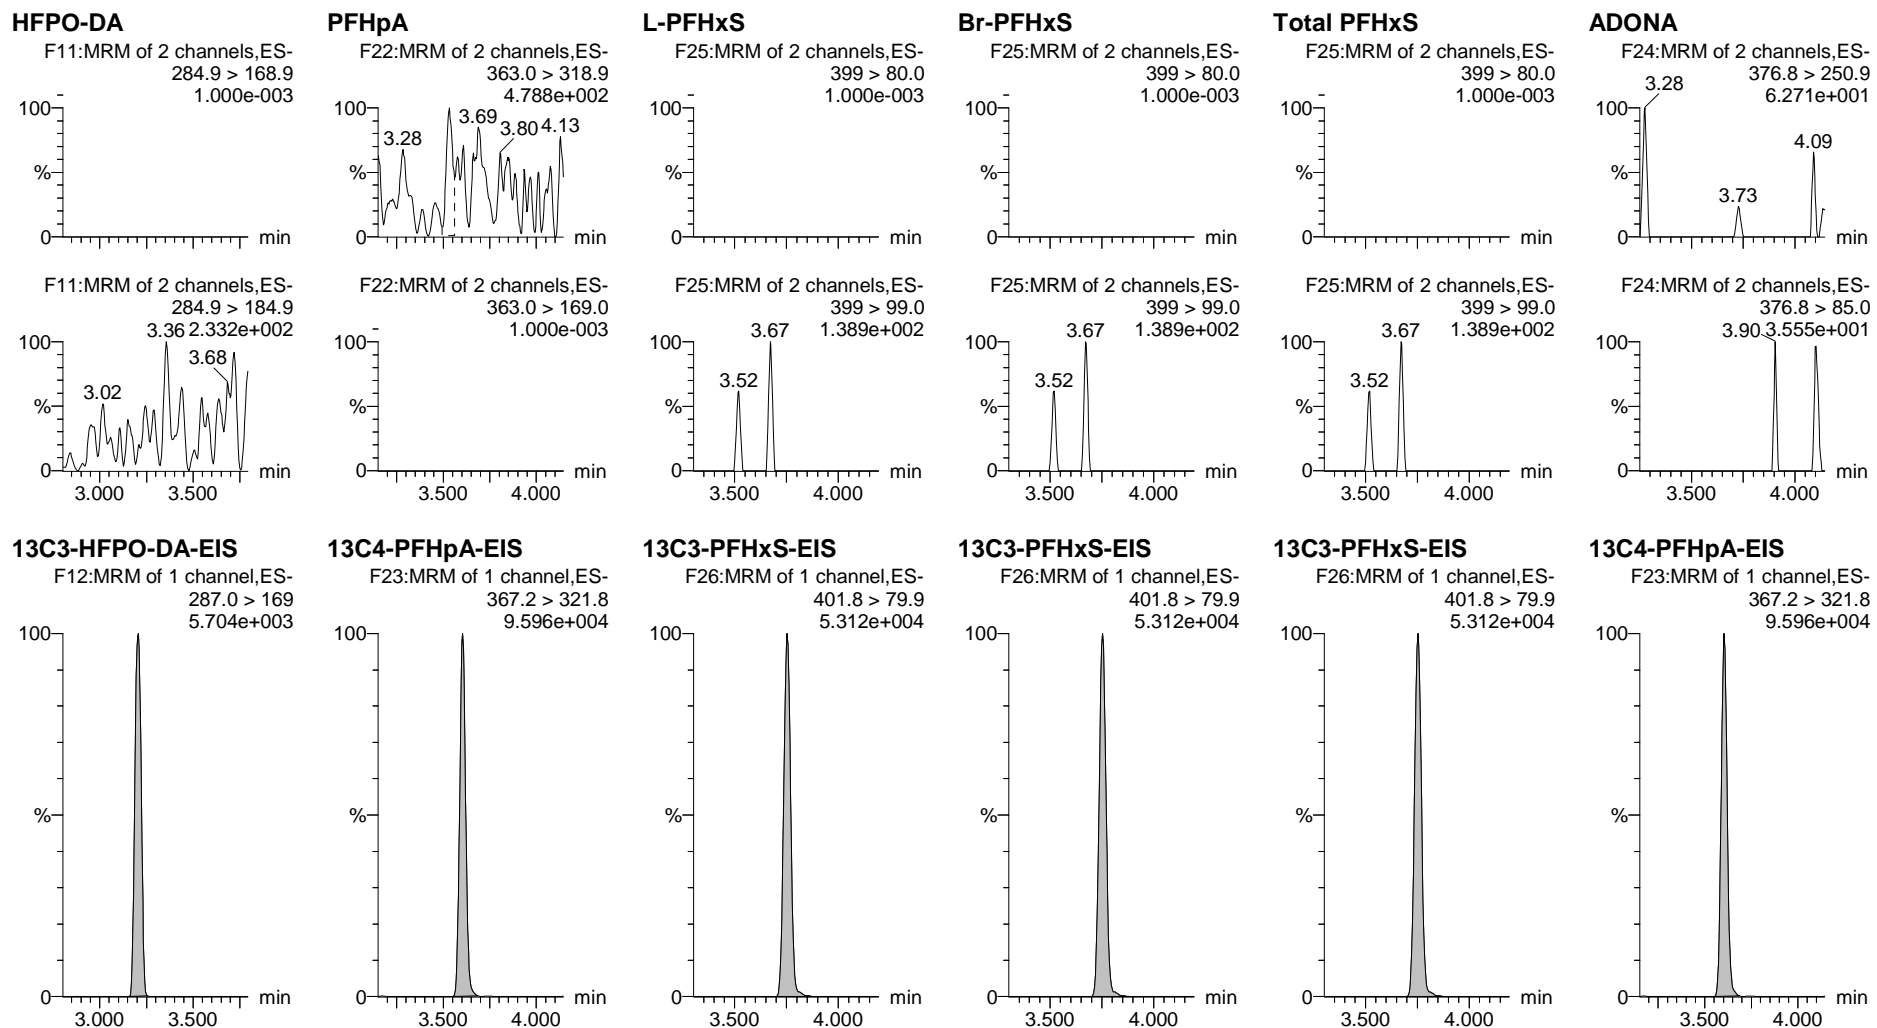 HFPO-DA
F11:MRM of 2 channels,ES-
284.9 > 168.9
1.000e-003
100
%
0
min
F11:MRM of 2 channels,ES-
284.9 > 184.9
3.36 2.332e+002
100
3.68
3.02
%
0
min
3.000 3.500
PFHpA
F22:MRM of 2 channels,ES-
363.0 > 318.9
4.788e+002
100
3.28
3.69
3.80
4.13
%
0
min
F22:MRM of 2 channels,ES-
363.0 > 169.0
1.000e-003
100
%
0
min
3.500 4.000
L-PFHxS
F25:MRM of 2 channels,ES-
399 > 80.0
1.000e-003
100
%
0
min
F25:MRM of 2 channels,ES-
399 > 99.0
3.67 1.389e+002
100
3.52
%
0
min
3.500 4.000
Br-PFHxS
F25:MRM of 2 channels,ES-
399 > 80.0
1.000e-003
100
%
0
min
F25:MRM of 2 channels,ES-
399 > 99.0
3.67 1.389e+002
100
3.52
%
0
min
3.500 4.000
Total PFHxS
F25:MRM of 2 channels,ES-
399 > 80.0
1.000e-003
100
%
0
min
F25:MRM of 2 channels,ES-
399 > 99.0
3.67 1.389e+002
100
3.52
%
0
min
3.500 4.000
ADONA
F24:MRM of 2 channels,ES-
376.8 > 250.9
3.28 6.271e+001
100
4.09
%
3.73
0
min
F24:MRM of 2 channels,ES-
376.8 > 85.0
3.90 3.555e+001
100
%
0
min
3.500 4.000
13C3-HFPO-DA-EIS
F12:MRM of 1 channel,ES-
287.0 > 169
5.704e+003
100
%
0
min
3.000 3.500
13C4-PFHpA-EIS
F23:MRM of 1 channel,ES-
367.2 > 321.8
9.596e+004
100
%
0
min
3.500 4.000
13C3-PFHxS-EIS
F26:MRM of 1 channel,ES-
401.8 > 79.9
5.312e+004
100
%
0
min
3.500 4.000
13C3-PFHxS-EIS
F26:MRM of 1 channel,ES-
401.8 > 79.9
5.312e+004
100
%
0
min
3.500 4.000
13C3-PFHxS-EIS
F26:MRM of 1 channel,ES-
401.8 > 79.9
5.312e+004
100
%
0
min
3.500 4.000
13C4-PFHpA-EIS
F23:MRM of 1 channel,ES-
367.2 > 321.8
9.596e+004
100
%
0
min
3.500 4.000